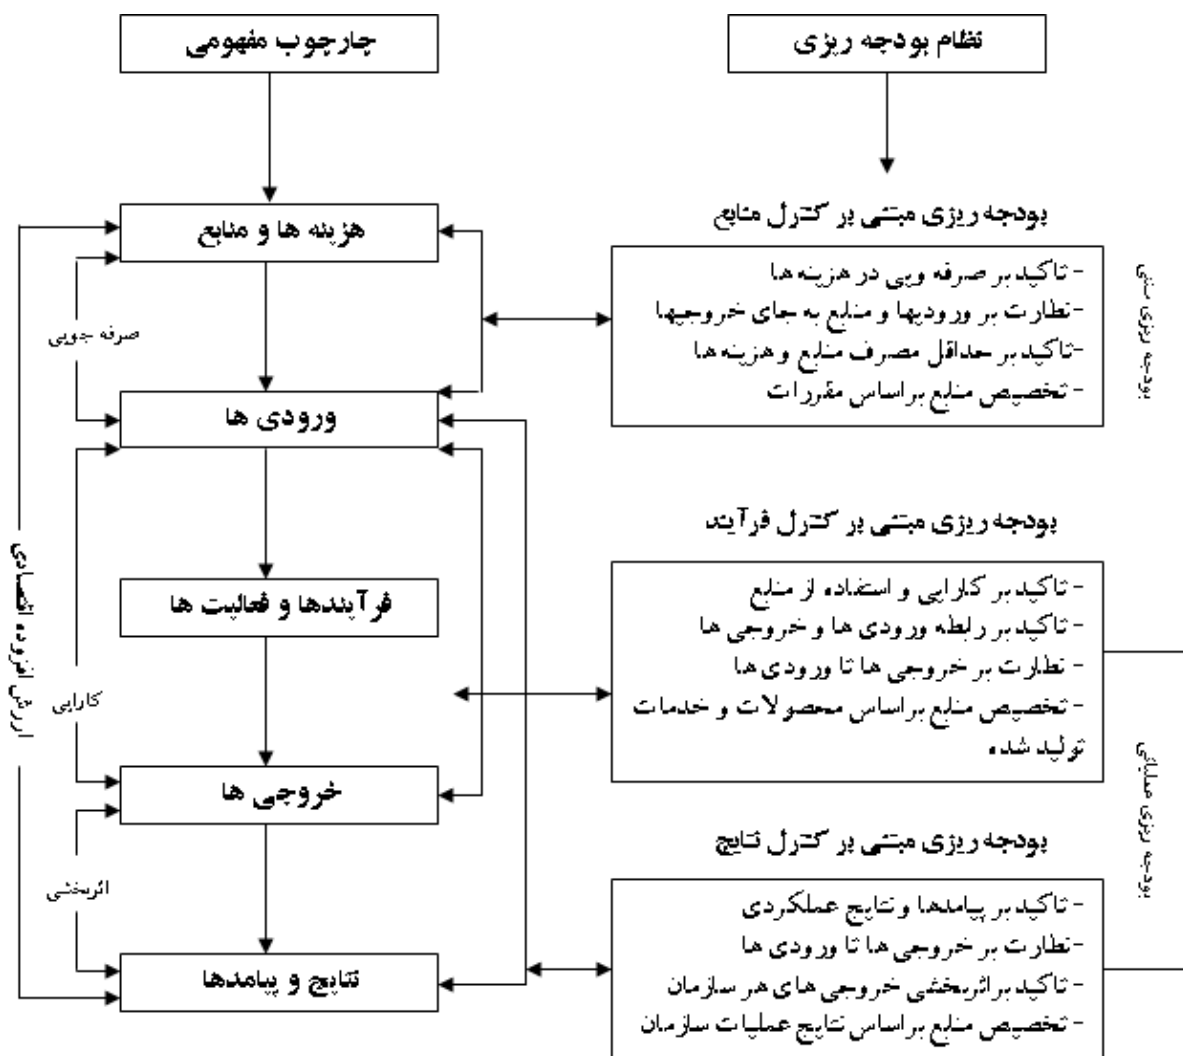 نظام بودجه ریزی
چارچوب مفهومی
بودجه ریزی مبتنی بر کنترل منابع
- تاکید بر صرفه ویی در هزینه ها
- نظارت بر ورودیها و منابع به جای خروجیها
-تاکید بر حداقل مصرف منابع و هزینه ها
- تخصیص منابع براساس مقررات
بودجه ریزی سنتی
هزینه ها و منابع
صرفه جویی
ورودی ها
بودجه ریزی مبتنی بر کنترل فرآیند
- تاکید بر کارایی و استفاده از منابع
- تاکید بر رابطه ورودی ها و خروجی ها
- نظارت بر خروجی ها تا ورودی ها
- تخصیص منابع براساس محصولات و خدمات
تولید شده
بودجه ریزی عملیاتی
فرآیندها و فعالیت ها
ارزش افزوده اقتصادی
کارایی
خروجی ها
بودجه ریزی مبتنی بر کنترل نتایج
- تاکید بر پیامدها و نتایج عملکردی
- نظارت بر خروجی ها تا ورودی ها
- تاکید بر اثربخشی خروجی های هر سازمان
- تخصیص منابع براساس نتایج عملیات سازمان
اثربخشی
نتایج و پیامدها